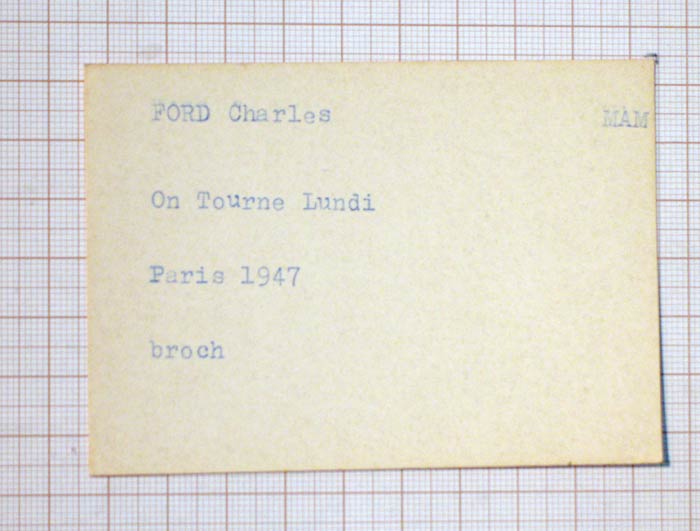 FORD Charles MAM
On Tourne Lundi
Paris 1947
broch